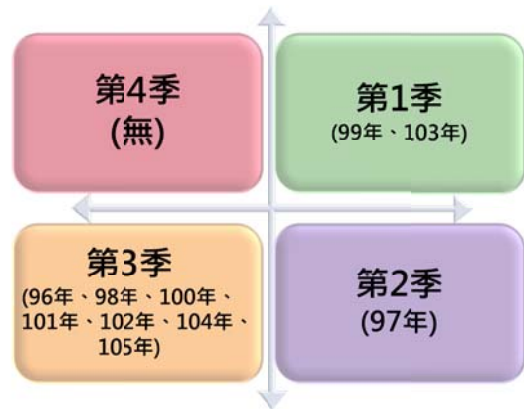 第4季
(無)
第1季
(99年、103年)
第3季
(96年、98年、100年、
101年、102年、104年、
105年)
第2季
(97年)